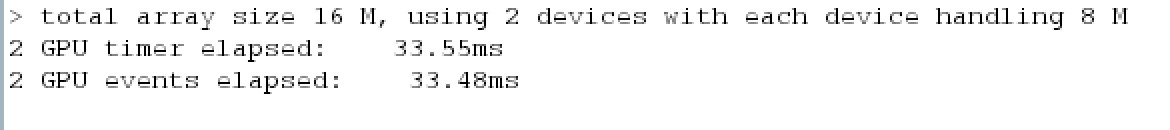 > total array size 16 M, using 2 devices with each device handling 8 M
2 GPU timer elapsed:    33.55ms
2 GPU events elapsed:    33.48ms